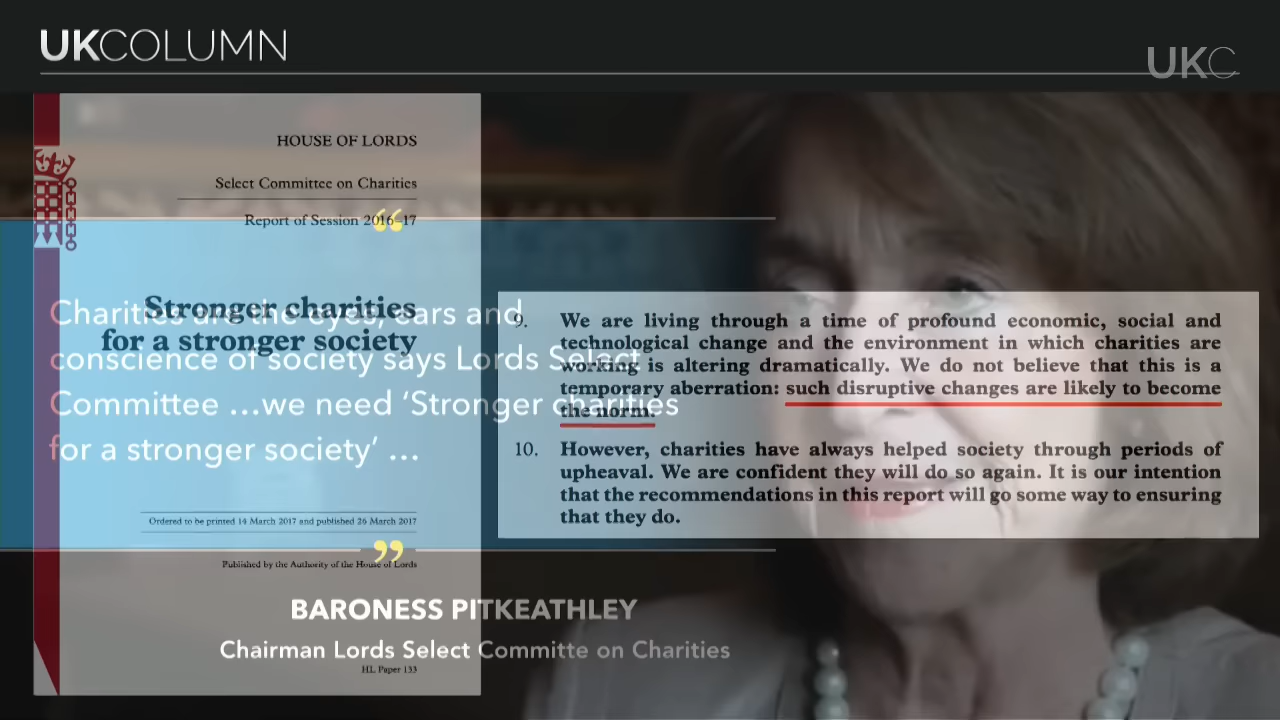 UKCOLUMN
UKC
HOUSE OF LORDS
Select Committee on Charities
Report of Session 2016–17
Stronger charities
for a stronger society
Ordered to be printed 14 March 2017 and published 26 March 2017
Published by the Authority of the House of Lords
HL Paper 133
“
Charities are the eyes, ears and
conscience of society says Lords Select
Committee ...we need ‘Stronger charities
for a stronger society’ ...
”
BARONESS PITKEATHLEY
Chairman Lords Select Committe on Charities
9. We are living through a time of profound economic, social and
technological change and the environment in which charities are
working is altering dramatically. We do not believe that this is a
temporary aberration: such disruptive changes are likely to become
the norm.
10. However, charities have always helped society through periods of
upheaval. We are confident they will do so again. It is our intention
that the recommendations in this report will go some way to ensuring
that they do.